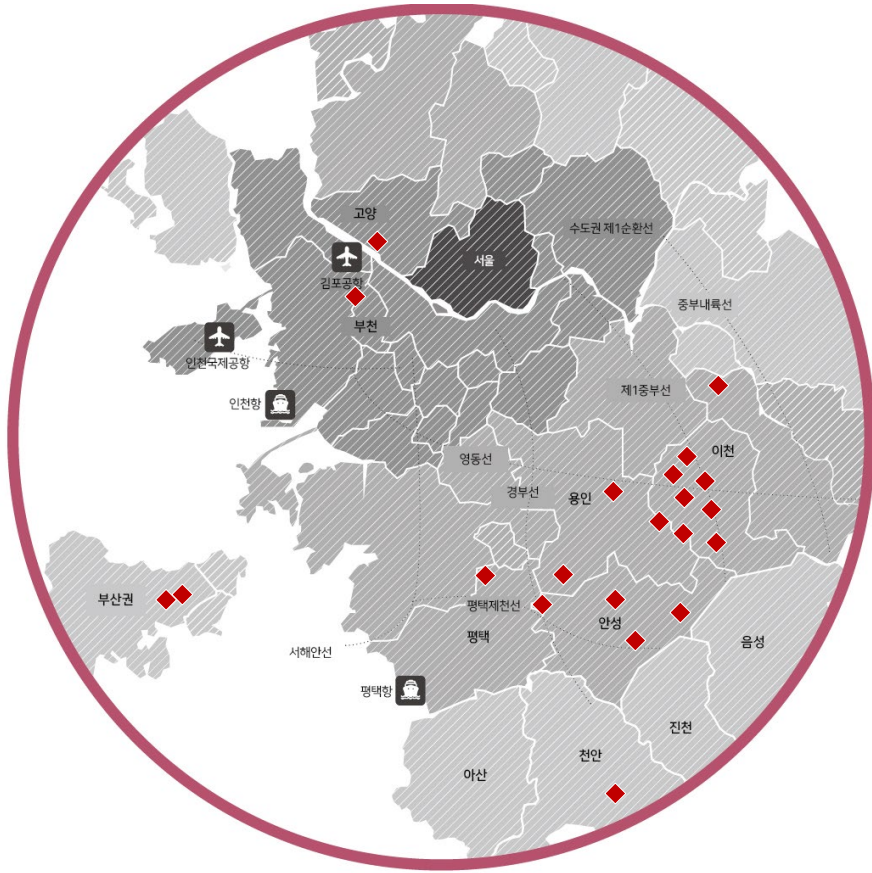 고양
수도권 제1순환선
서울
김포공항
중부내륙선
부천
인천국제공항
제1중부선
인천항
이천
영동선
경부선
용인
부산권
평택제천선
안성
평택
음성
서해안선
평택항
진천
천안
아산